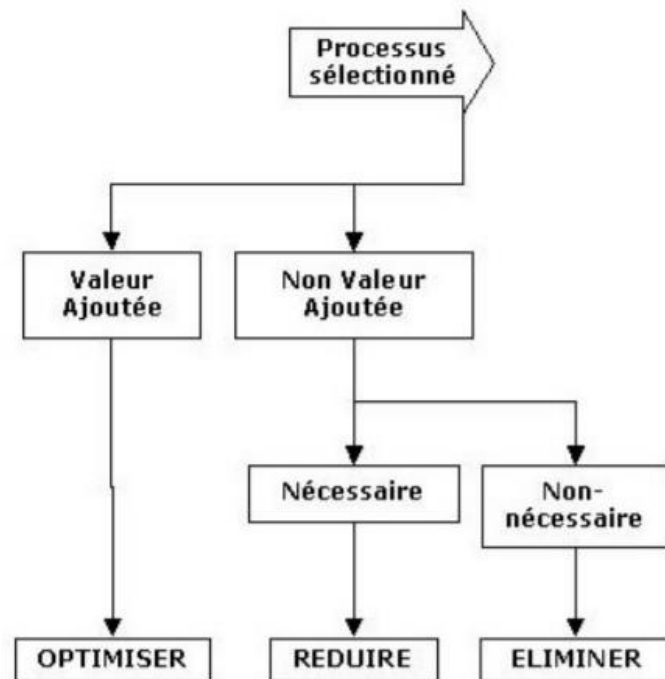 Processus
sélectionné
Valeur
Ajoutée
Non Valeur
Ajoutée
Nécessaire
Non-
nécessaire
OPTIMISER
REDUIRE
ELIMINER